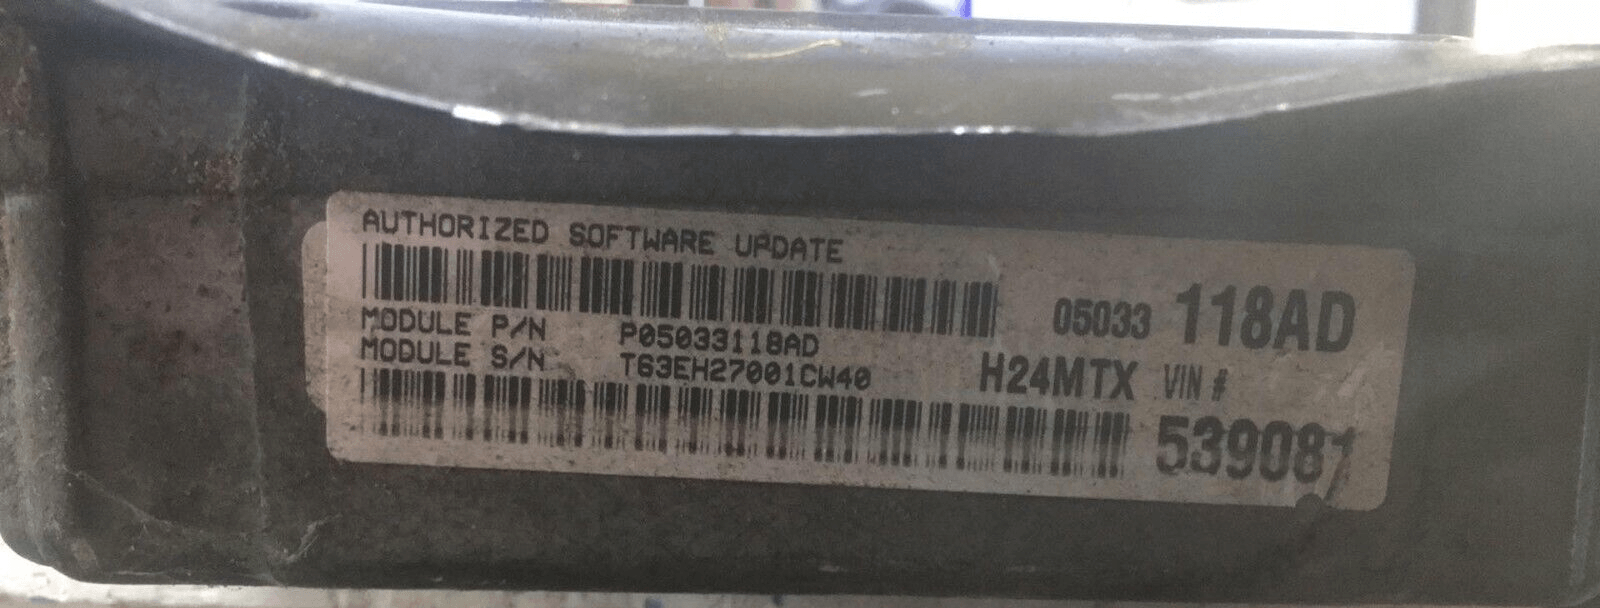 AUTHORIZED SOFTWARE UPDATE
05033 118AD
MODULE P/N P05033118AD
MODULE S/N T63EH27001CW40
H24MTX VIN #
539081